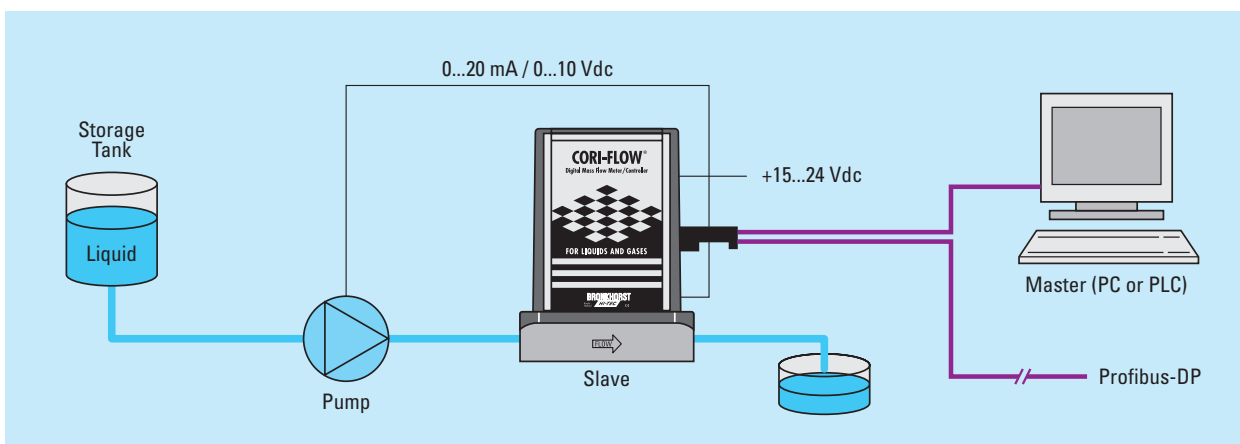 0...20 mA / 0...10 Vdc
Storage
Tank
Liquid
Pump
CORI-FLOW®
Digital Mass Flow Meter/Controller
FOR LIQUIDS AND GASES
BRONKHORST
HI-TEC
FLOW
Slave
+15...24 Vdc
Master (PC or PLC)
Profibus-DP